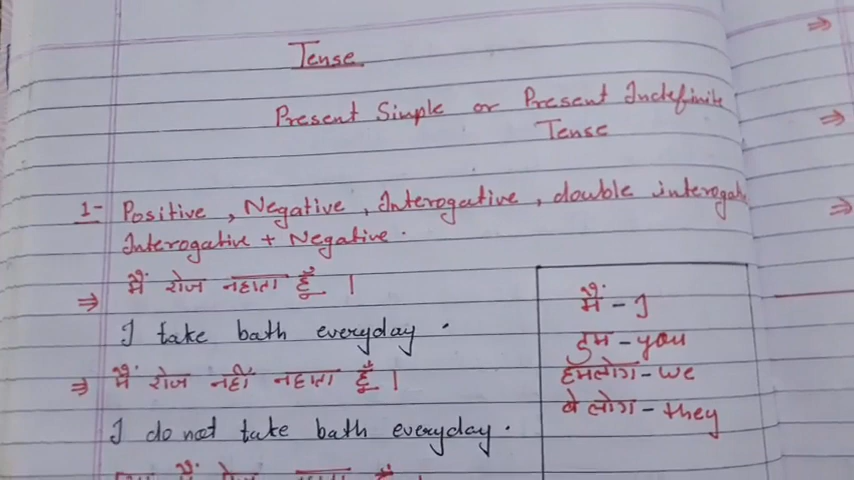 Tense
Present Simple or Present Indefinite
Tense
1- Positive, Negative, Interogative, double interogati
Interogative + Negative.
⇒ मैं रोज नहाता हूँ ।
I take bath everyday.
⇒ मैं रोज नहीं नहाता हूँ ।
I do not take bath everyday.
मैं - I
तुम - you
हमलोग - we
वे लोग - they